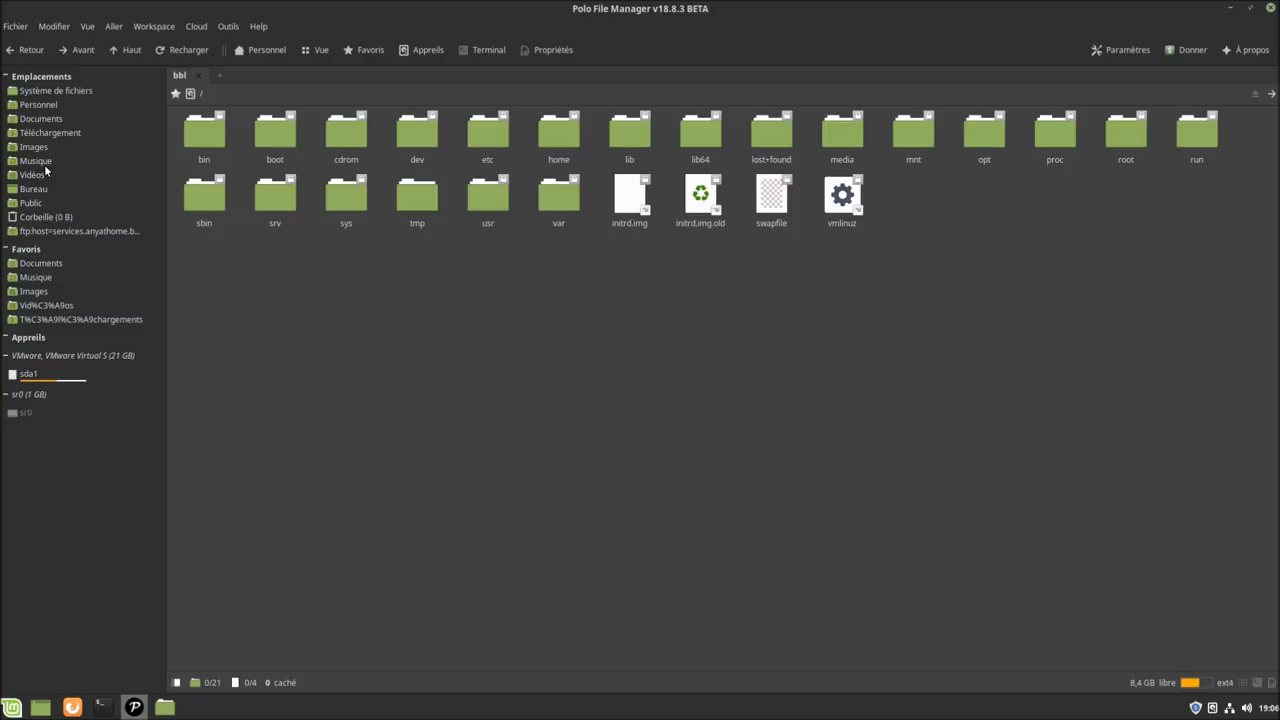 Polo File Manager v18.8.3 BETA
Fichier Modifier Vue Aller Workspace Cloud Outils Help
Retour Avant Haut Recharger Personnel Vue Favoris Appareils Terminal Propriétés Paramètres Donner À propos
Emplacements
Système de fichiers
Personnel
Documents
Téléchargement
Images
Musique
Vidéos
Bureau
Public
Corbeille (0 B)
ftp:host=services.anyathome.b...
Favoris
Documents
Musique
Images
Vid%C3%A9os
T%C3%A9l%C3%A9chargements
Appreils
VMware, VMware Virtual S (21 GB)
sda1
sr0 (1 GB)
sr0
bbl
/
bin boot cdrom dev etc home lib lib64 lost+found media mnt opt proc root run
sbin srv sys tmp usr var initrd.img initrd.img.old swapfile vmlinuz
0/21 0/4 0 caché 8,4 GB libre ext4
19:06